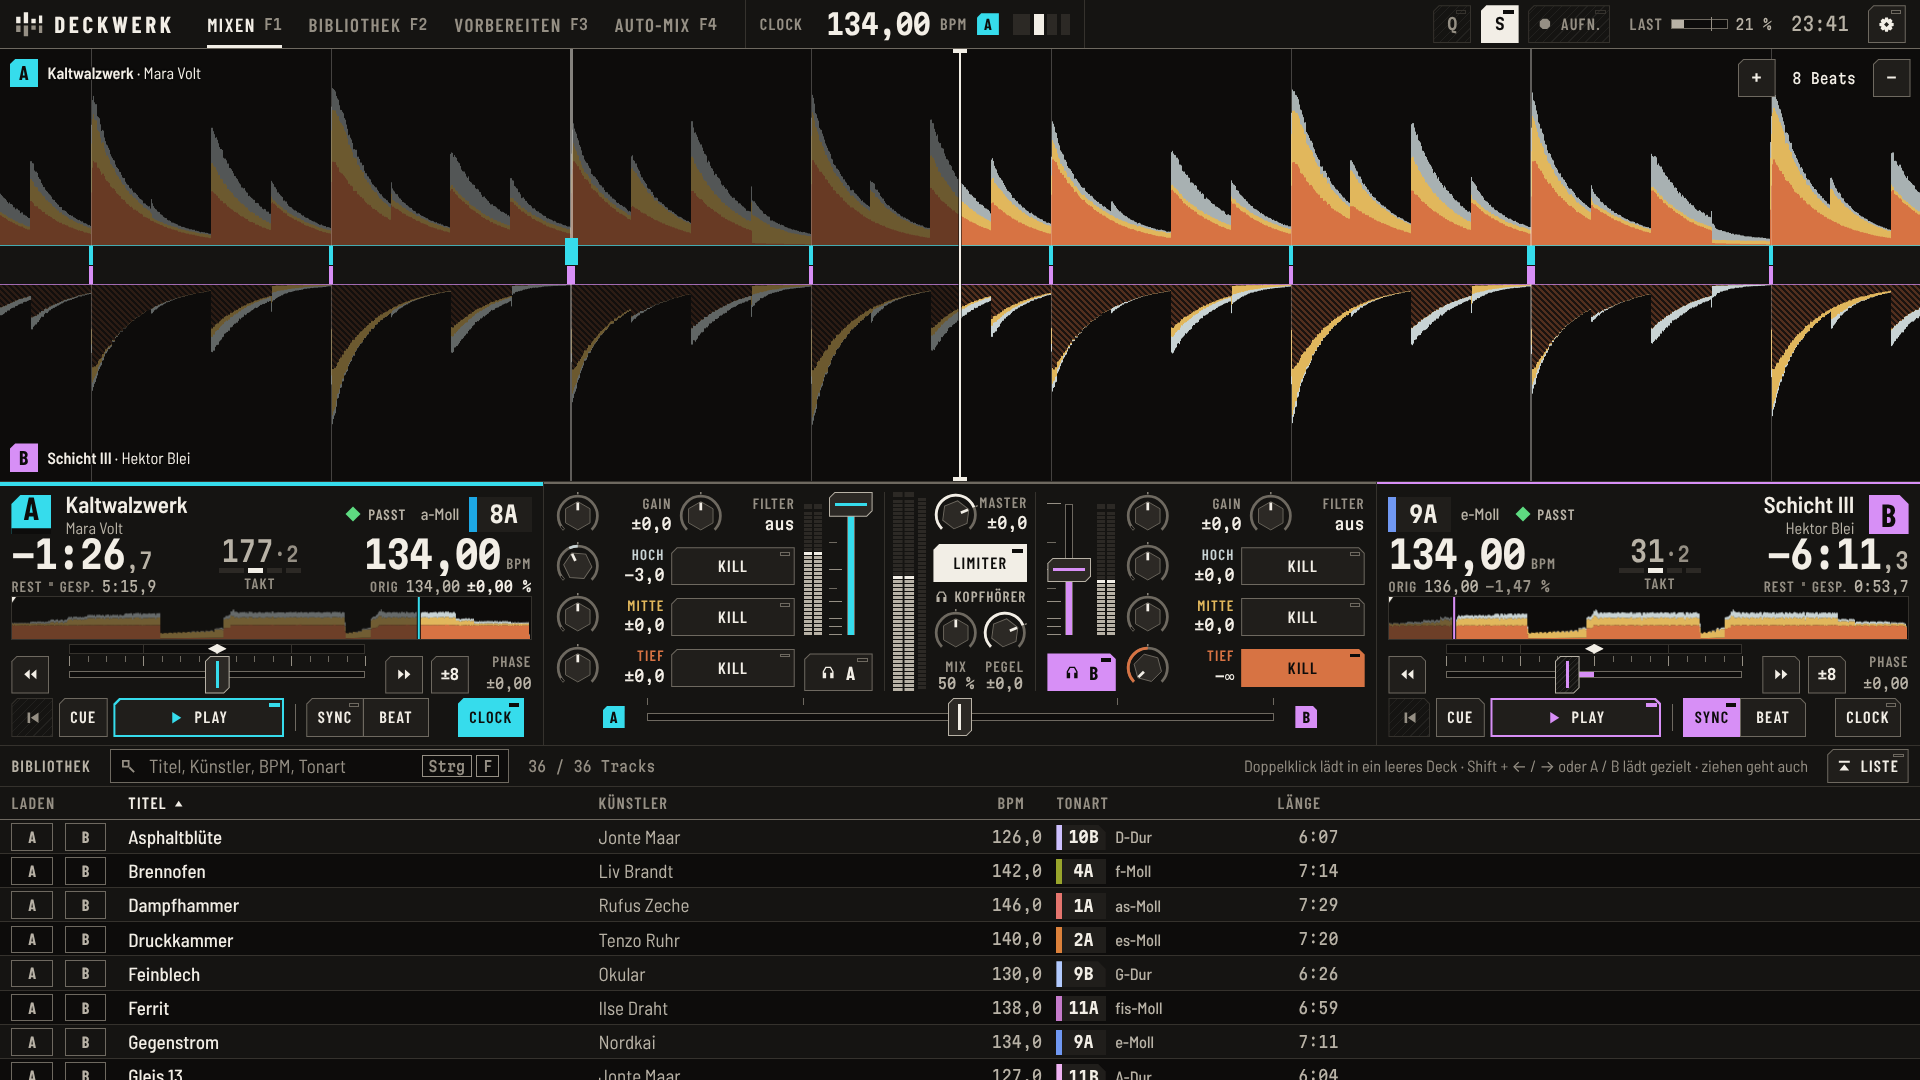 DECKWERK MIXEN F1 BIBLIOTHEK F2 VORBEREITEN F3 AUTO-MIX F4 CLOCK 134,00 BPM A Q S AUFN. LAST 21 % 23:41
A Kaltwalzwerk · Mara Volt + 8 Beats −
B Schicht III · Hektor Blei
A Kaltwalzwerk
Mara Volt
PASST a-Moll 8A
−1:26,7 177·2 134,00 BPM
REST GESP. 5:15,9 TAKT ORIG 134,00 ±0,00 %
±8 PHASE ±0,00
CUE PLAY SYNC BEAT CLOCK
GAIN ±0,0 FILTER aus
HOCH −3,0 KILL
MITTE ±0,0 KILL
TIEF ±0,0 KILL
A
MASTER ±0,0
LIMITER
KOPFHÖRER
MIX 50 % PEGEL ±0,0
B
GAIN ±0,0 FILTER aus
HOCH ±0,0 KILL
MITTE ±0,0 KILL
TIEF −∞ KILL
A B
9A e-Moll PASST Schicht III B
Hektor Blei
134,00 BPM 31·2 −6:11,3
ORIG 136,00 −1,47 % TAKT REST GESP. 0:53,7
±8 PHASE ±0,00
CUE PLAY SYNC BEAT CLOCK
BIBLIOTHEK Titel, Künstler, BPM, Tonart Strg F 36 / 36 Tracks Doppelklick lädt in ein leeres Deck · Shift + ← / → oder A / B lädt gezielt · ziehen geht auch LISTE
LADEN TITEL KÜNSTLER BPM TONART LÄNGE
A B Asphaltblüte Jonte Maar 126,0 10B D-Dur 6:07
A B Brennofen Liv Brandt 142,0 4A f-Moll 7:14
A B Dampfhammer Rufus Zeche 146,0 1A as-Moll 7:29
A B Druckkammer Tenzo Ruhr 140,0 2A es-Moll 7:20
A B Feinblech Okular 130,0 9B G-Dur 6:26
A B Ferrit Ilse Draht 138,0 11A fis-Moll 6:59
A B Gegenstrom Nordkai 134,0 9A e-Moll 7:11
A B Gleis 13 Jonte Maar 127,0 11B A-Dur 6:04